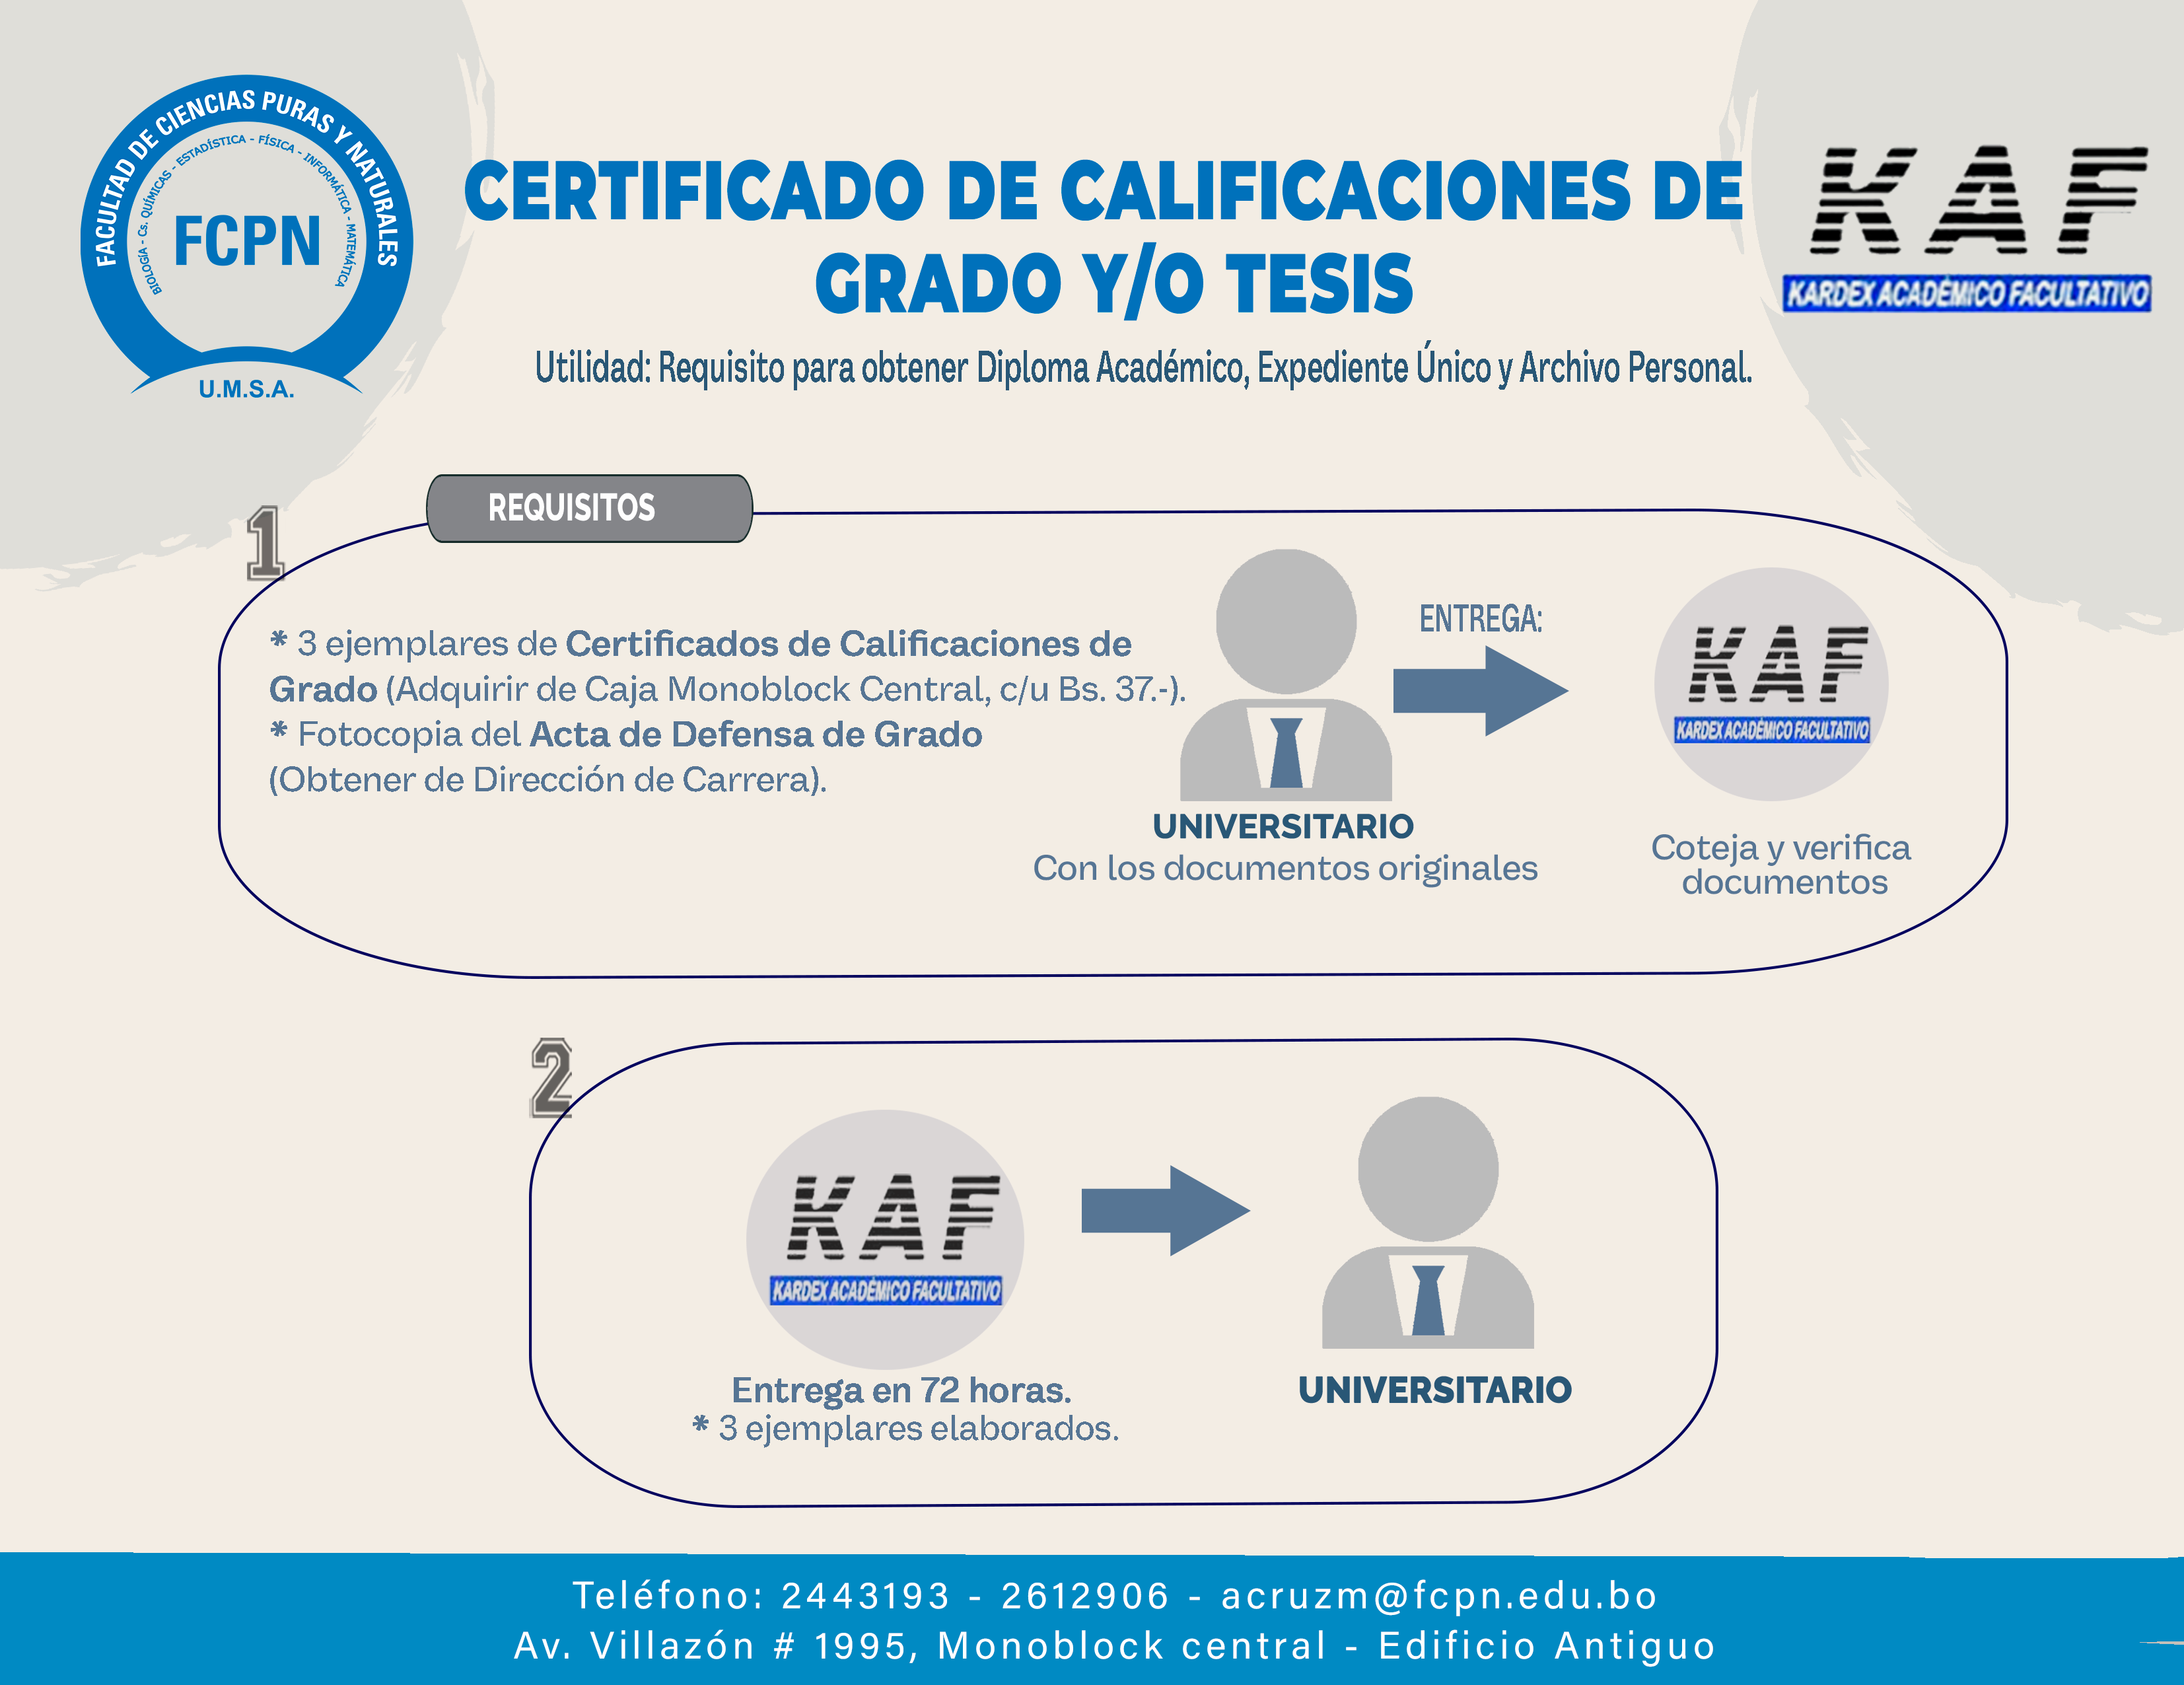 FACULTAD DE CIENCIAS PURAS Y NATURALES
BIOLOGÍA - Cs. QUÍMICAS - ESTADÍSTICA - FÍSICA - INFORMÁTICA - MATEMÁTICA
FCPN
U.M.S.A.
CERTIFICADO DE CALIFICACIONES DE
GRADO Y/O TESIS
Utilidad: Requisito para obtener Diploma Académico, Expediente Único y Archivo Personal.
KAF
KARDEX ACADÉMICO FACULTATIVO
1
REQUISITOS
* 3 ejemplares de Certificados de Calificaciones de
Grado (Adquirir de Caja Monoblock Central, c/u Bs. 37.-).
* Fotocopia del Acta de Defensa de Grado
(Obtener de Dirección de Carrera).
UNIVERSITARIO
Con los documentos originales
ENTREGA:
KAF
KARDEX ACADÉMICO FACULTATIVO
Coteja y verifica
documentos
2
KAF
KARDEX ACADÉMICO FACULTATIVO
Entrega en 72 horas.
* 3 ejemplares elaborados.
UNIVERSITARIO
Teléfono: 2443193 - 2612906 - acruzm@fcpn.edu.bo
Av. Villazón # 1995, Monoblock central - Edificio Antiguo